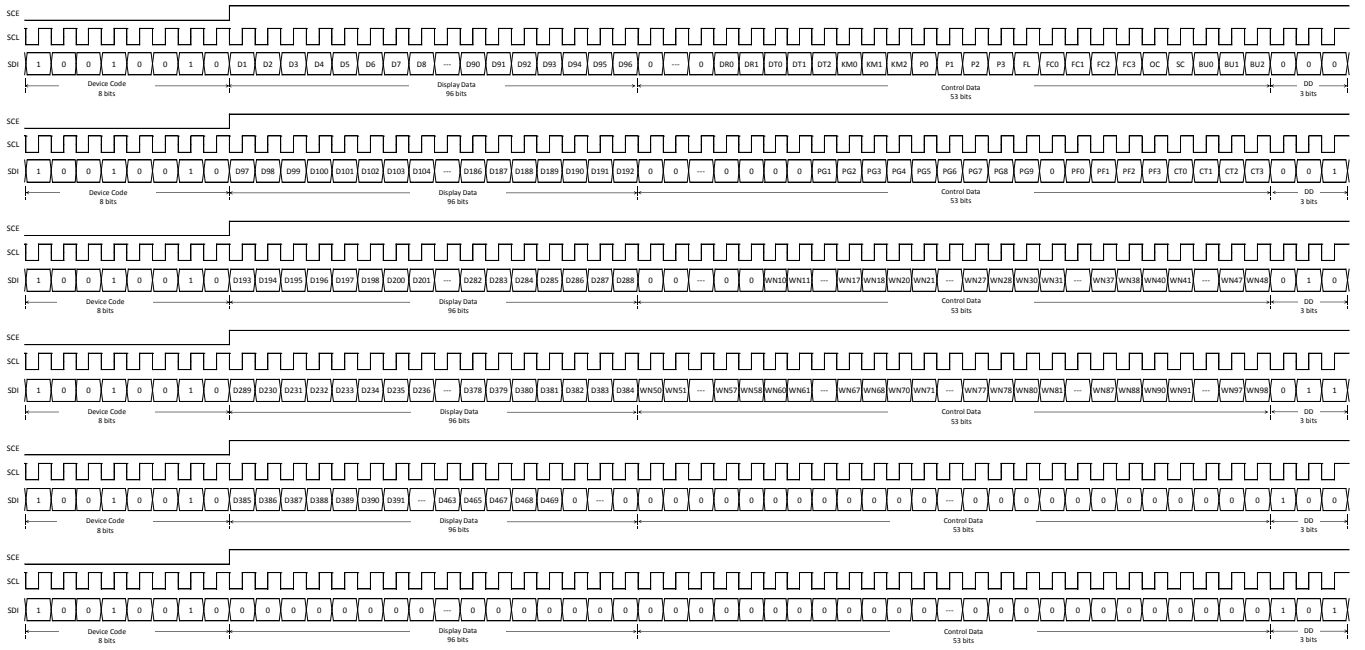 SCE
SCL
SDI 1 0 0 1 0 0 1 0 D1 D2 D3 D4 D5 D6 D7 D8 --- D90 D91 D92 D93 D94 D95 D96 0 --- 0 DR0 DR1 DT0 DT1 DT2 KM0 KM1 KM2 P0 P1 P2 P3 FL FC0 FC1 FC2 FC3 OC SC BU0 BU1 BU2 0 0 0
Device Code Display Data Control Data DD
8 bits 96 bits 53 bits 3 bits
SCE
SCL
SDI 1 0 0 1 0 0 1 0 D97 D98 D99 D100 D101 D102 D103 D104 --- D186 D187 D188 D189 D190 D191 D192 0 0 --- 0 0 0 0 PG1 PG2 PG3 PG4 PG5 PG6 PG7 PG8 PG9 0 PF0 PF1 PF2 PF3 CT0 CT1 CT2 CT3 0 0 1
Device Code Display Data Control Data DD
8 bits 96 bits 53 bits 3 bits
SCE
SCL
SDI 1 0 0 1 0 0 1 0 D193 D194 D195 D196 D197 D198 D200 D201 --- D282 D283 D284 D285 D286 D287 D288 0 0 --- 0 0 WN10 WN11 --- WN17 WN18 WN20 WN21 --- WN27 WN28 WN30 WN31 --- WN37 WN38 WN40 WN41 --- WN47 WN48 0 1 0
Device Code Display Data Control Data DD
8 bits 96 bits 53 bits 3 bits
SCE
SCL
SDI 1 0 0 1 0 0 1 0 D289 D230 D231 D232 D233 D234 D235 D236 --- D378 D379 D380 D381 D382 D383 D384 WN50 WN51 --- WN57 WN58 WN60 WN61 --- WN67 WN68 WN70 WN71 --- WN77 WN78 WN80 WN81 --- WN87 WN88 WN90 WN91 --- WN97 WN98 0 1 1
Device Code Display Data Control Data DD
8 bits 96 bits 53 bits 3 bits
SCE
SCL
SDI 1 0 0 1 0 0 1 0 D385 D386 D387 D388 D389 D390 D391 --- D463 D465 D467 D468 D469 0 --- 0 0 0 0 0 0 0 0 0 0 0 0 --- 0 0 0 0 0 0 0 0 0 0 0 0 1 0 0
Device Code Display Data Control Data DD
8 bits 96 bits 53 bits 3 bits
SCE
SCL
SDI 1 0 0 1 0 0 1 0 0 0 0 0 0 0 0 0 --- 0 0 0 0 0 0 0 0 0 0 0 0 0 0 0 0 0 0 0 --- 0 0 0 0 0 0 0 0 0 0 0 0 1 0 1
Device Code Display Data Control Data DD
8 bits 96 bits 53 bits 3 bits